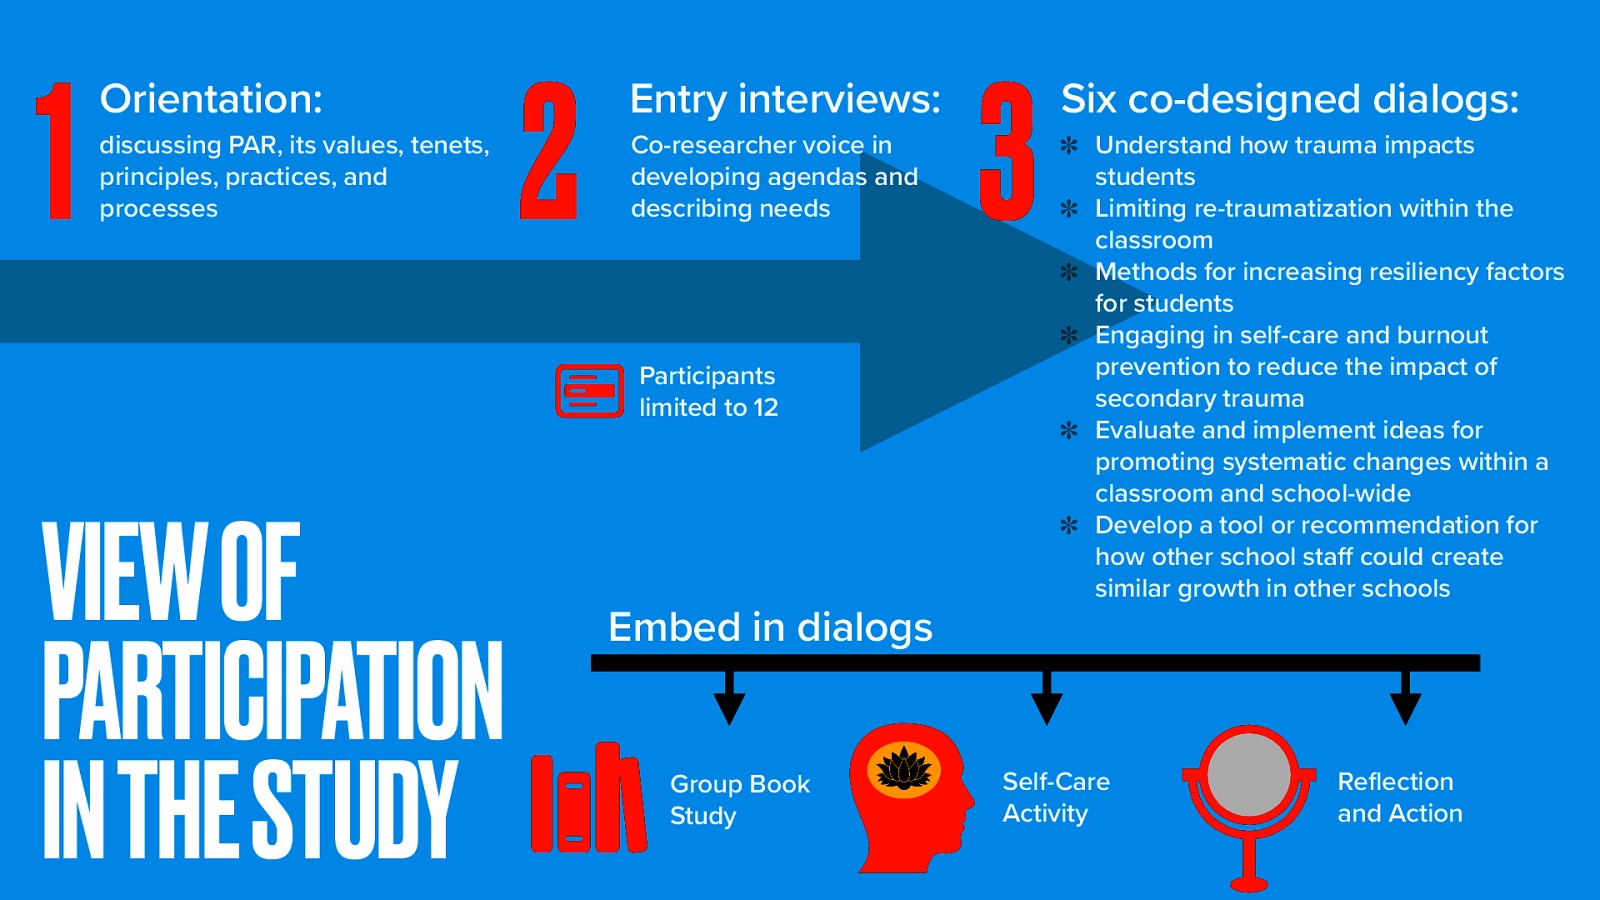 1
Orientation:
discussing PAR, its values, tenets,
principles, practices, and
processes
2
Entry interviews:
Co-researcher voice in
developing agendas and
describing needs
3
Six co-designed dialogs:
✻ Understand how trauma impacts
students
✻ Limiting re-traumatization within the
classroom
✻ Methods for increasing resiliency factors
for students
✻ Engaging in self-care and burnout
prevention to reduce the impact of
secondary trauma
✻ Evaluate and implement ideas for
promoting systematic changes within a
classroom and school-wide
✻ Develop a tool or recommendation for
how other school staff could create
similar growth in other schools
Participants
limited to 12
VIEW OF
PARTICIPATION
IN THE STUDY
Embed in dialogs
Group Book
Study
Self-Care
Activity
Reflection
and Action